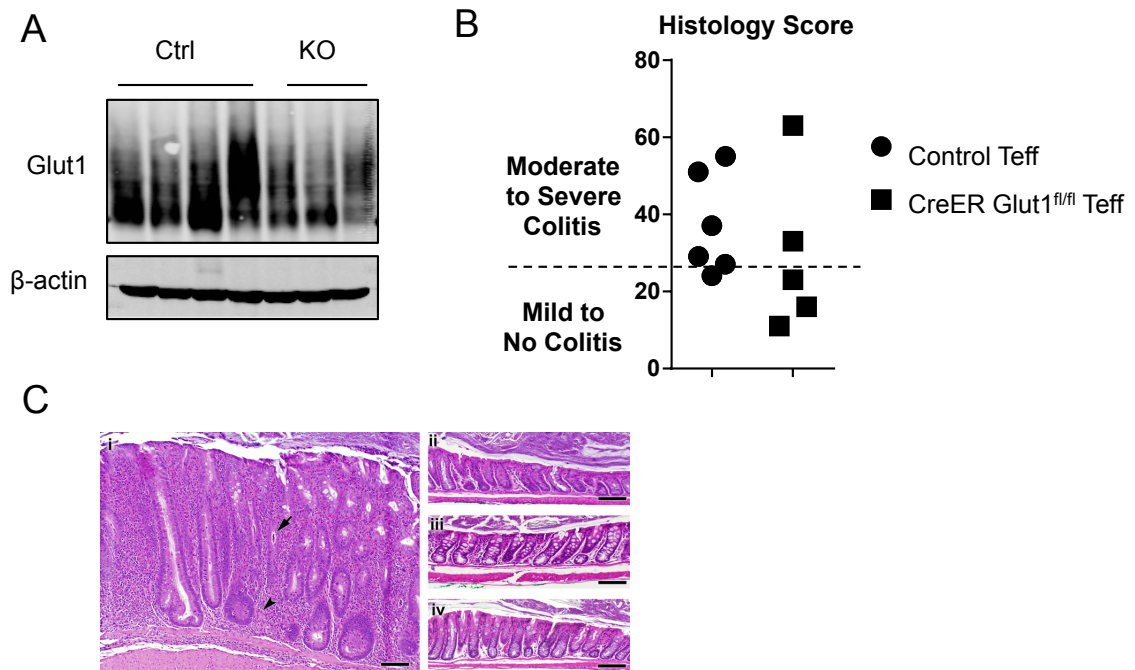 A
Ctrl
KO
Glut1
β-actin
B
Histology Score
80
60
40
20
0
Moderate
to Severe
Colitis
Mild to
No Colitis
Control Teff
CreER Glut1fl/fl Teff
C
i
ii
iii
iv